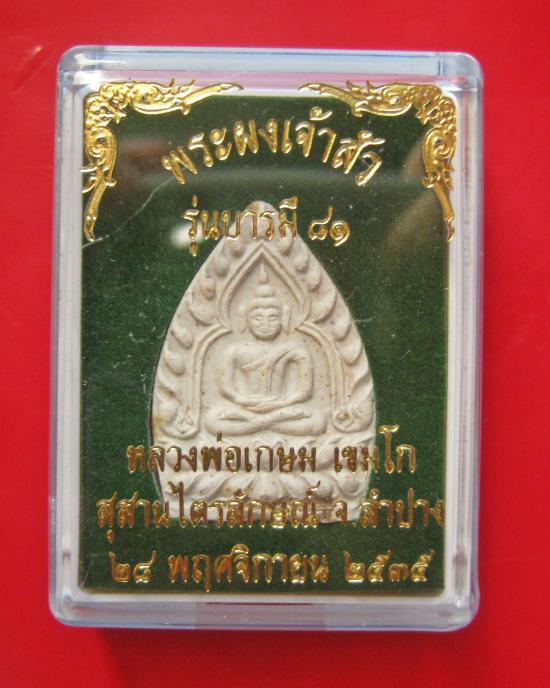 พระผงเจ้าสัว
รุ่นบารมี ๘๑
หลวงพ่อเกษม เขมโก
สุสานไตรลักษณ์ จ.ลำปาง
๒๘ พฤศจิกายน ๒๕๓๕